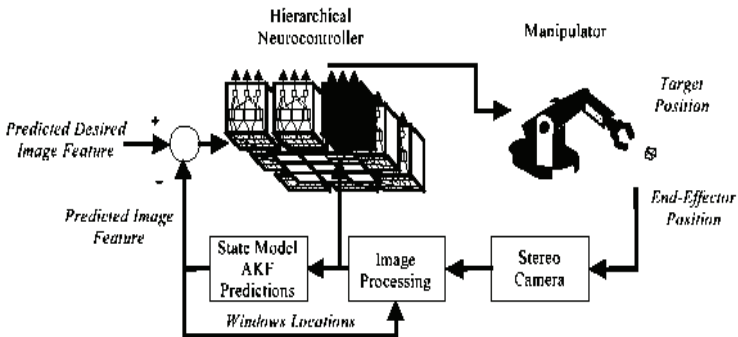 Hierarchical
Neurocontroller
Manipulator
Target
Position
+
Predicted Desired
Image Feature
-
Predicted Image
Feature
End-Effector
Position
State Model
AKF
Predictions
Image
Processing
Stereo
Camera
Windows Locations